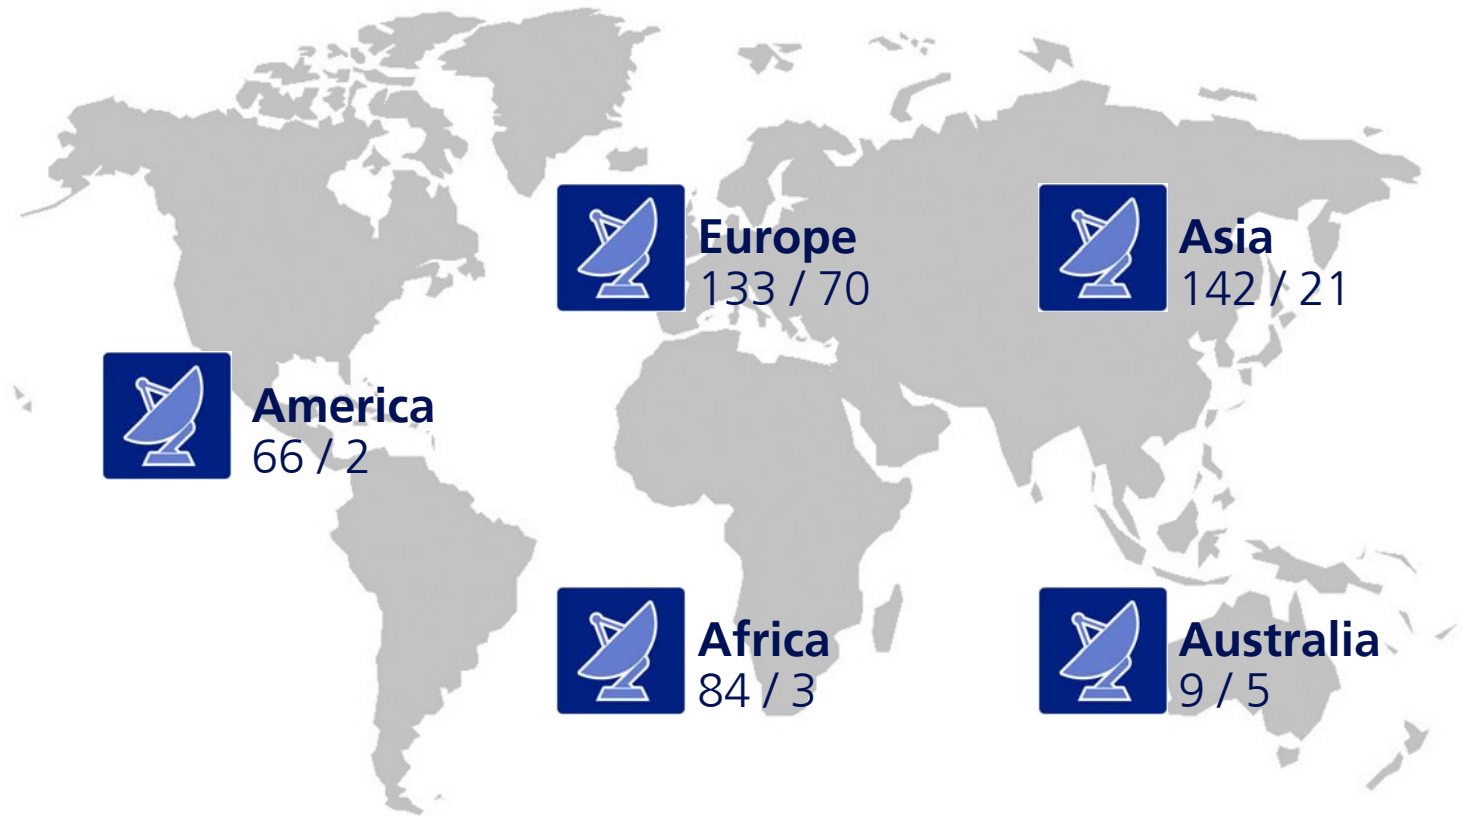 Europe
133 / 70
Asia
142 / 21
America
66 / 2
Africa
84 / 3
Australia
9 / 5